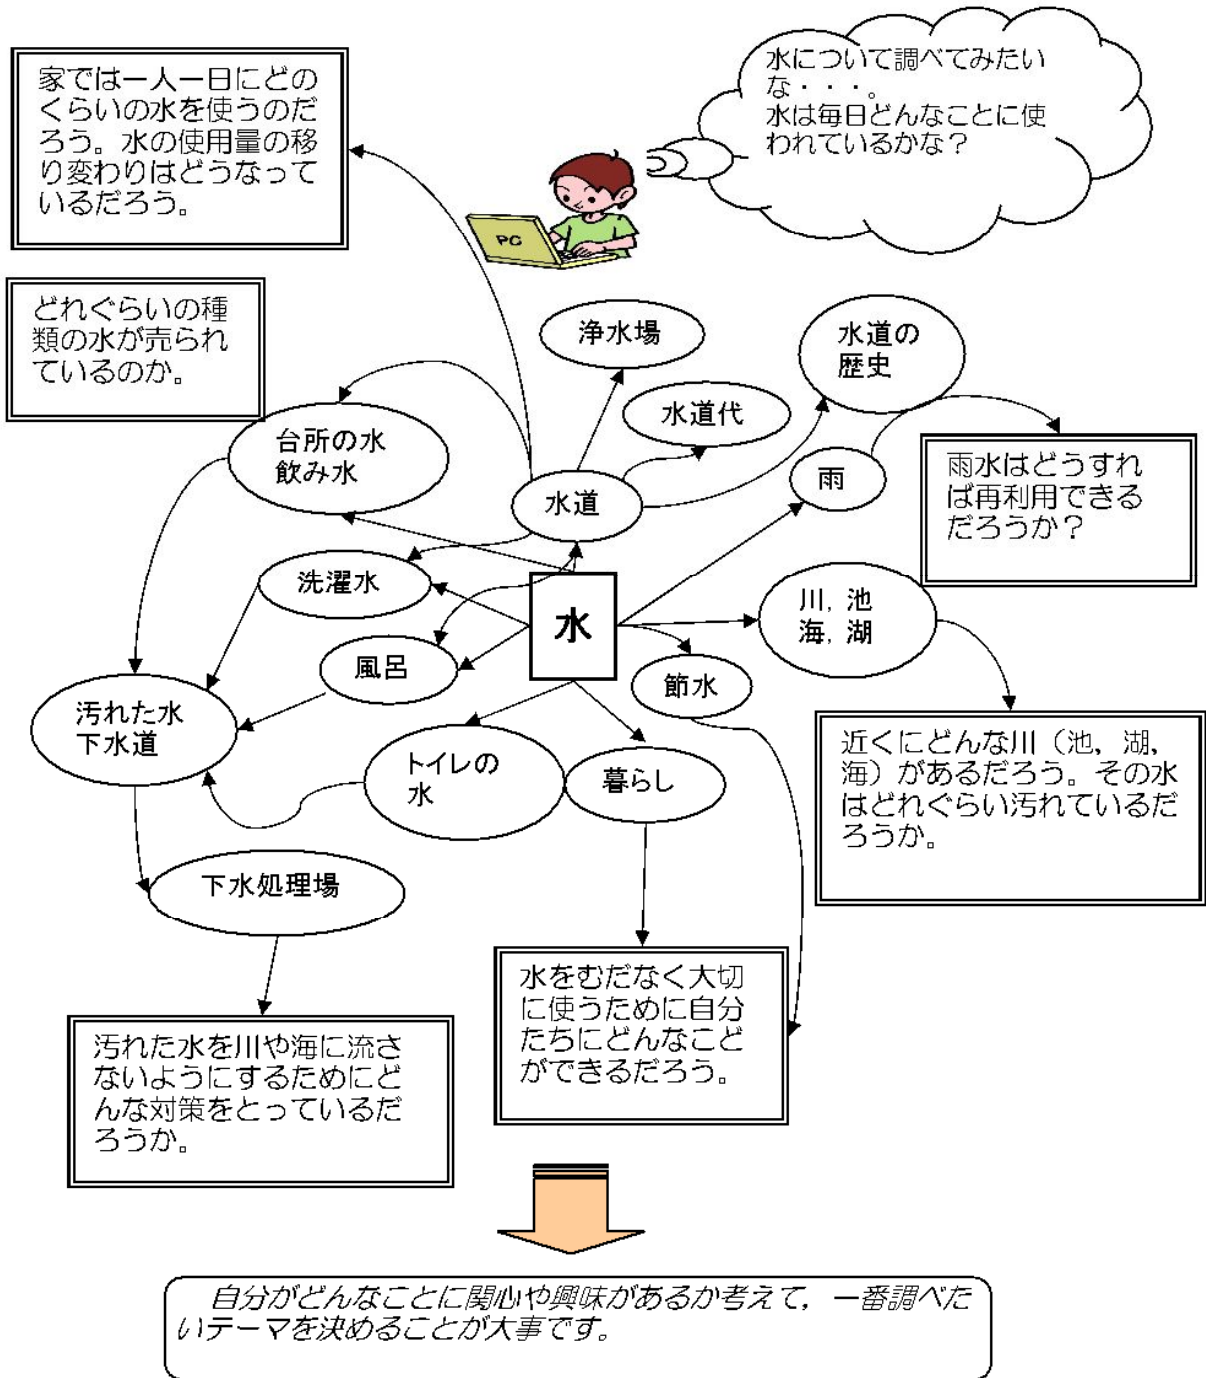 水について調べてみたい
な・・・。
水は毎日どんなことに使
われているかな？
家では一人一日にどの
くらいの水を使うのだ
ろう。水の使用量の移
り変わりはどうなって
いるだろう。
PC
どれぐらいの種
類の水が売られ
ているのか。
浄水場
水道の
歴史
水道代
台所の水
飲み水
水道
雨
雨水はどうすれ
ば再利用できる
だろうか？
洗濯水
水
川，池
海，湖
風呂
節水
汚れた水
下水道
トイレの
水
暮らし
近くにどんな川（池，湖，
海）があるだろう。その水
はどれぐらい汚れているだ
ろうか。
下水処理場
水をむだなく大切
に使うために自分
たちにどんなこど
ができるだろう。
汚れた水を川や海に流さ
ないようにするためにど
んな対策をとっているだ
ろうか。
自分がどんなことに関心や興味があるか考えて，一番調べた
いテーマを決めることが大事です。